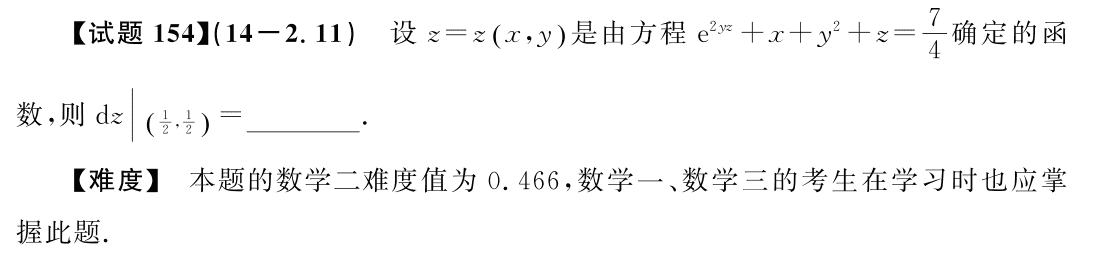 【试题 154】(14－2.11) 设 z=z(x,y)是由方程 e^{2yz}+x+y²+z=\frac{7}{4}确定的函
数,则 dz|_{(\frac{1}{2},\frac{1}{2})}=________.
【难度】 本题的数学二难度值为 0.466,数学一、数学三的考生在学习时也应掌
握此题.